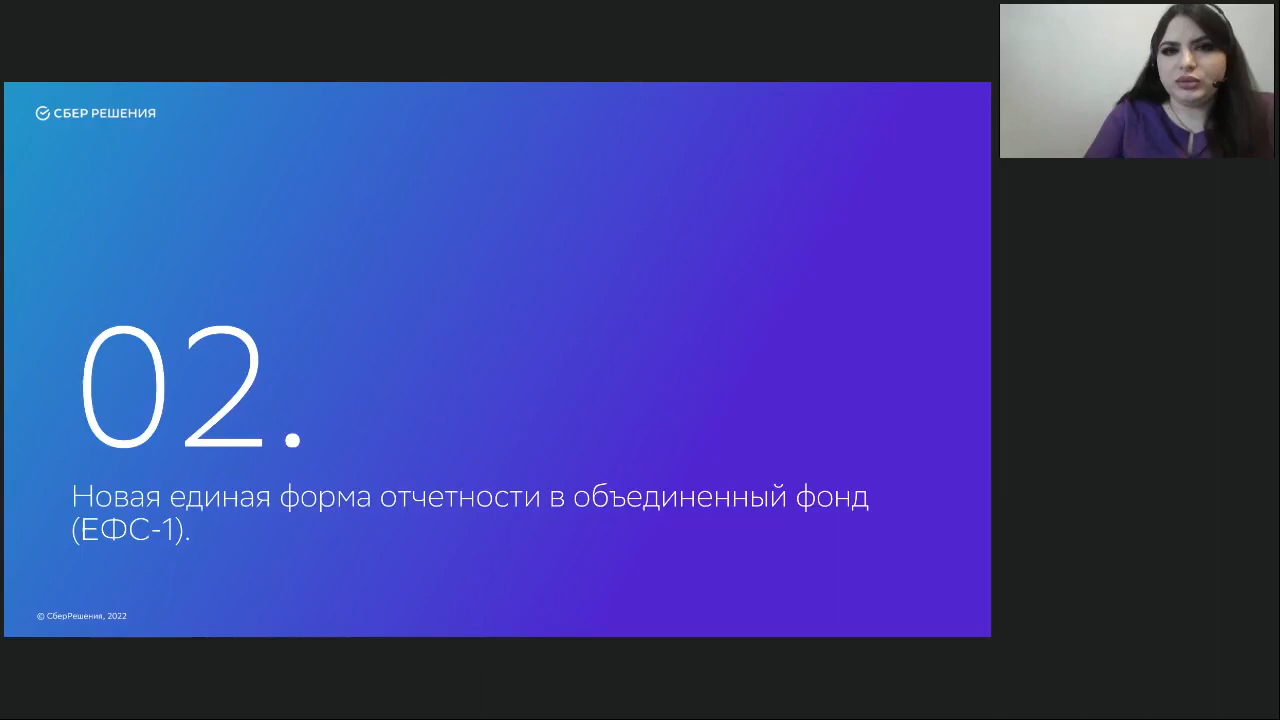 СБЕР РЕШЕНИЯ
02.
Новая единая форма отчетности в объединенный фонд
(ЕФС-1).
© СберРешения, 2022